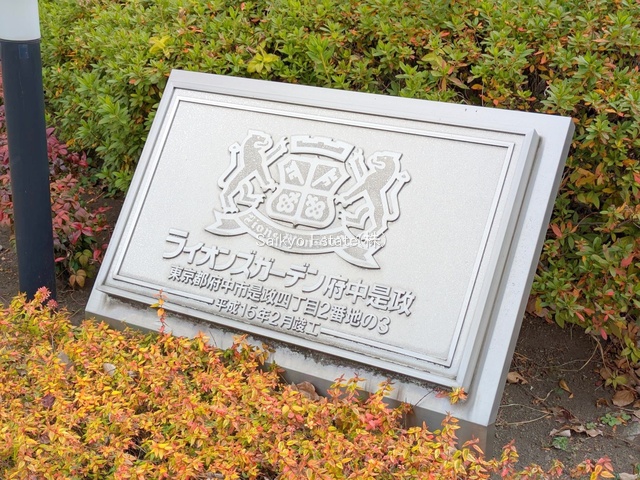 Lions
Saikyo Estate(株)
ライオンズガーデン府中是政
東京都府中市是政四丁目2番地の3
平成15年2月竣工